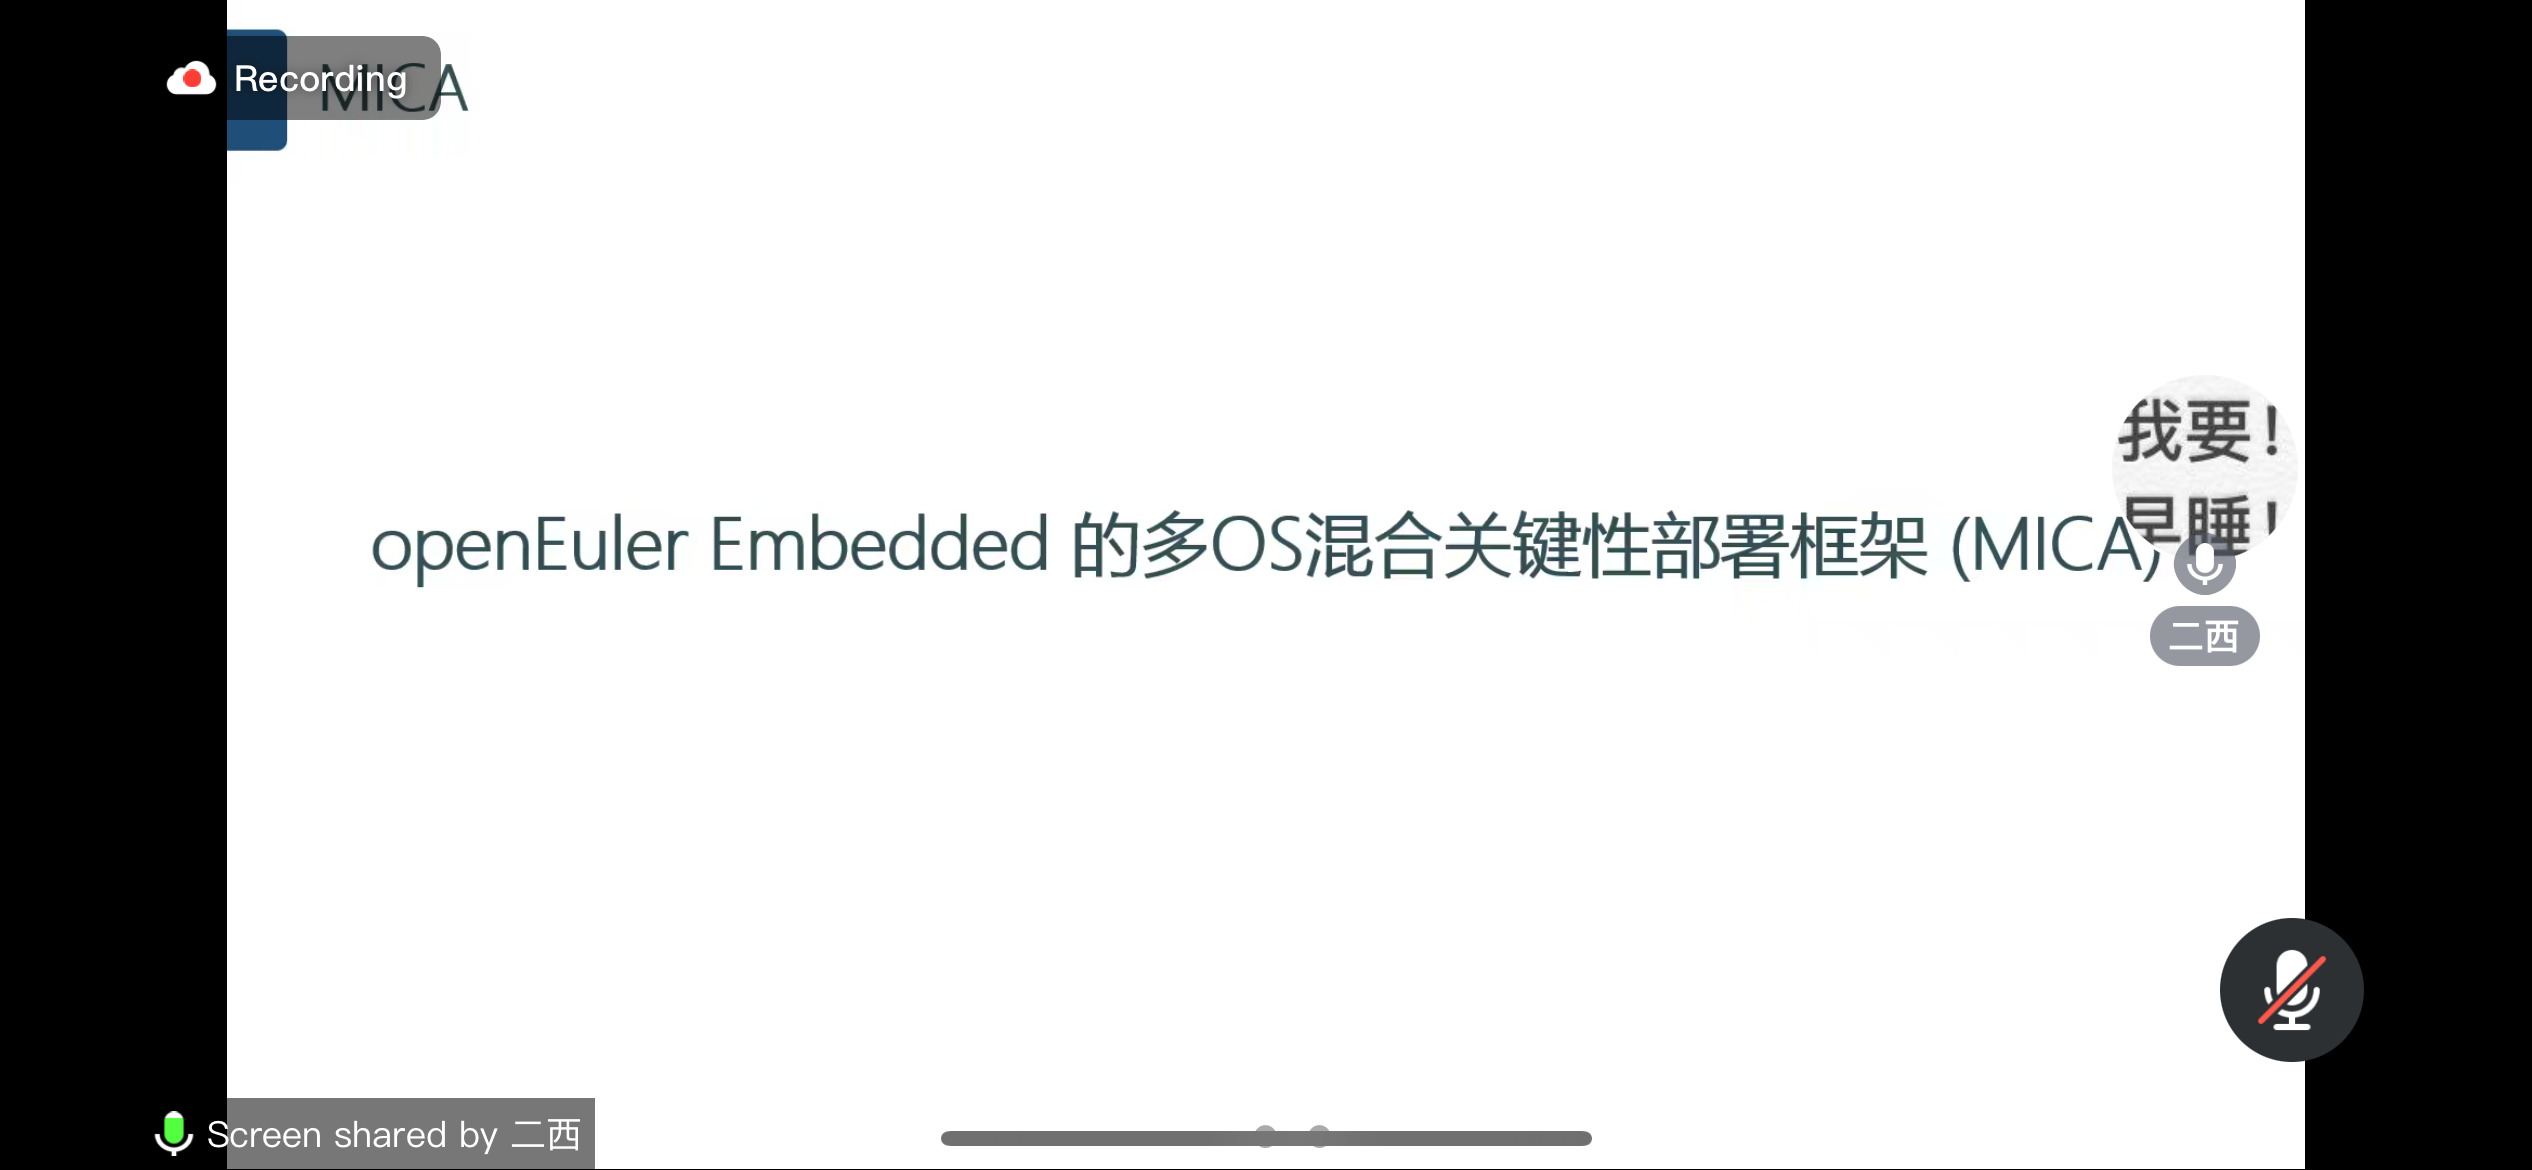 Recording
MICA
openEuler Embedded 的多OS混合关键性部署框架 (MICA)
我要！
早睡！
二西
Screen shared by 二西